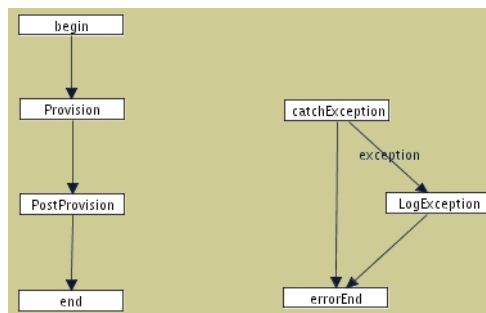 begin
Provision
catchException
exception
PostProvision
LogException
end
errorEnd